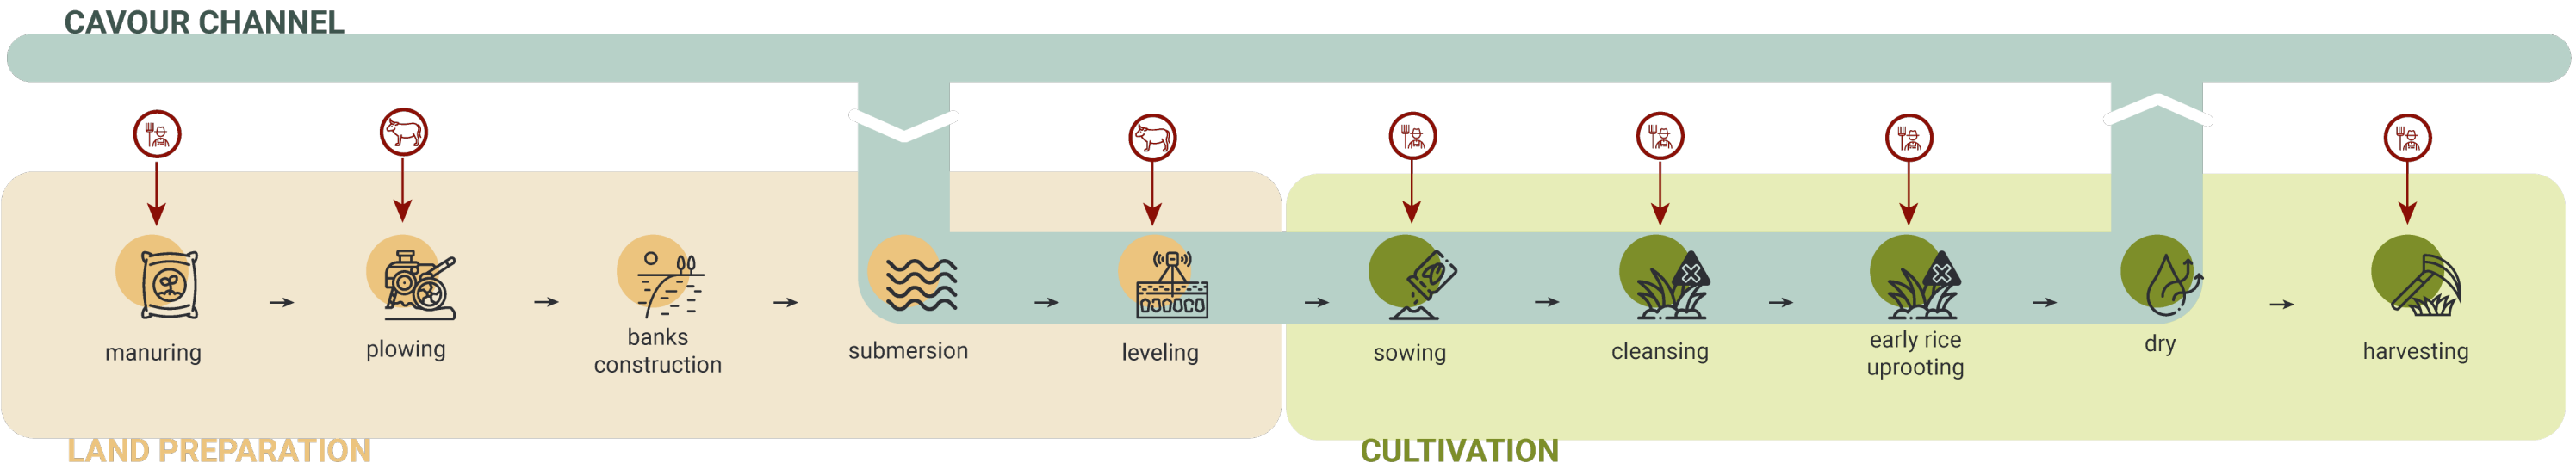 CAVOUR CHANNEL
manuring
plowing
banks
construction
submersion
leveling
sowing
cleansing
early rice
uprooting
dry
harvesting
LAND PREPARATION
CULTIVATION